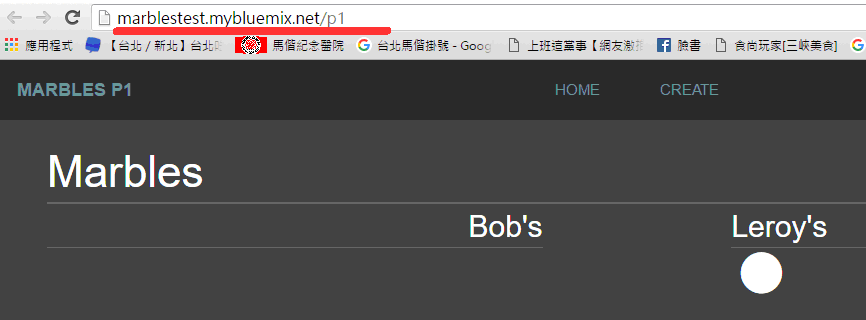 marblestest.mybluemix.net/p1
應用程式 【台北 / 新北】台北 馬偕紀念醫院 台北馬偕掛號 - Goog 上班這當事【網友激推 臉書 食尚玩家[三峽美食]
MARBLES P1 HOME CREATE
Marbles
Bob's Leroy's